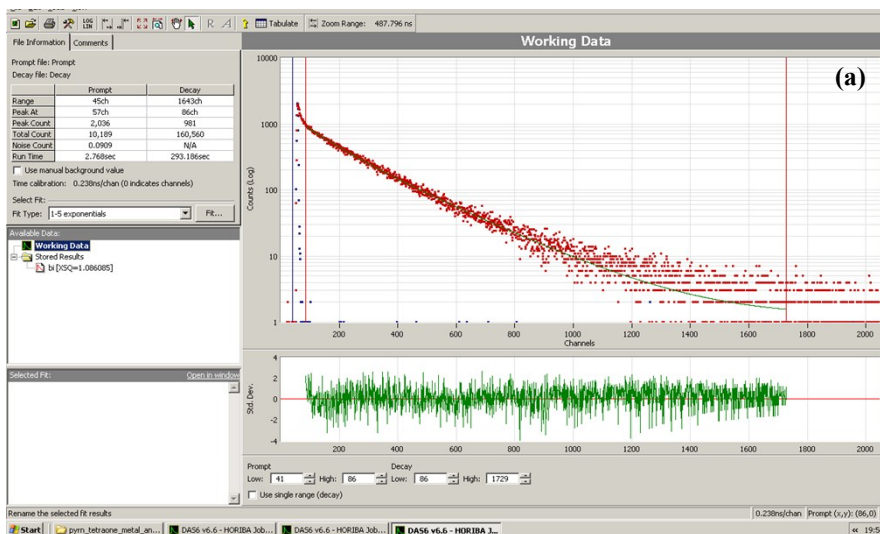 LOG
LIN
R A
Tabulate
Zoom Range: 487.796 ns
File Information
Comments
Prompt file: Prompt
Decay file: Decay
Prompt Decay
Range 45ch 1643ch
Peak At 57ch 86ch
Peak Count 2,036 981
Total Count 10,189 160,560
Noise Count 0.0909 N/A
Run Time 2.768sec 293.186sec
Use manual background value
Time calibration: 0.238ns/chan (0 indicates channels)
Select Fit:
Fit Type: 1-5 exponentials Fit...
Available Data:
Working Data
Stored Results
bi [XSQ=1.086085]
Selected Fit: Open in window
Working Data
(a)
Counts (Log)
10000
1000
100
10
1
200 400 600 800 1000 1200 1400 1600 1800 2000
Channels
Std. Dev.
4
2
0
-2
-4
200 400 600 800 1000 1200 1400 1600 1800 2000
Prompt Decay
Low: 41 High: 86 Low: 86 High: 1729
Use single range (decay)
Rename the selected fit results
0.238ns/chan Prompt (x,y): (86,0)
Start
pyrn_tetraone_metal_an...
DAS6 v6.6 - HORIBA Job...
DAS6 v6.6 - HORIBA Job...
DAS6 v6.6 - HORIBA J...
«